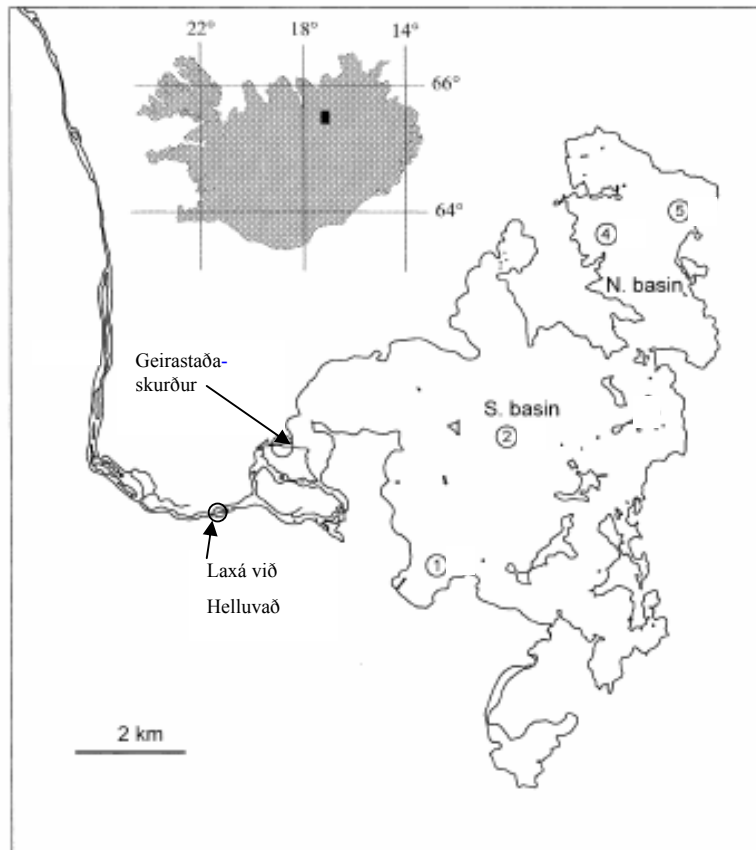 22° 18° 14°
66°
64°
5
4
N. basin
Geirastaða-
skurður
S. basin
2
1
Laxá við
Helluvað
2 km